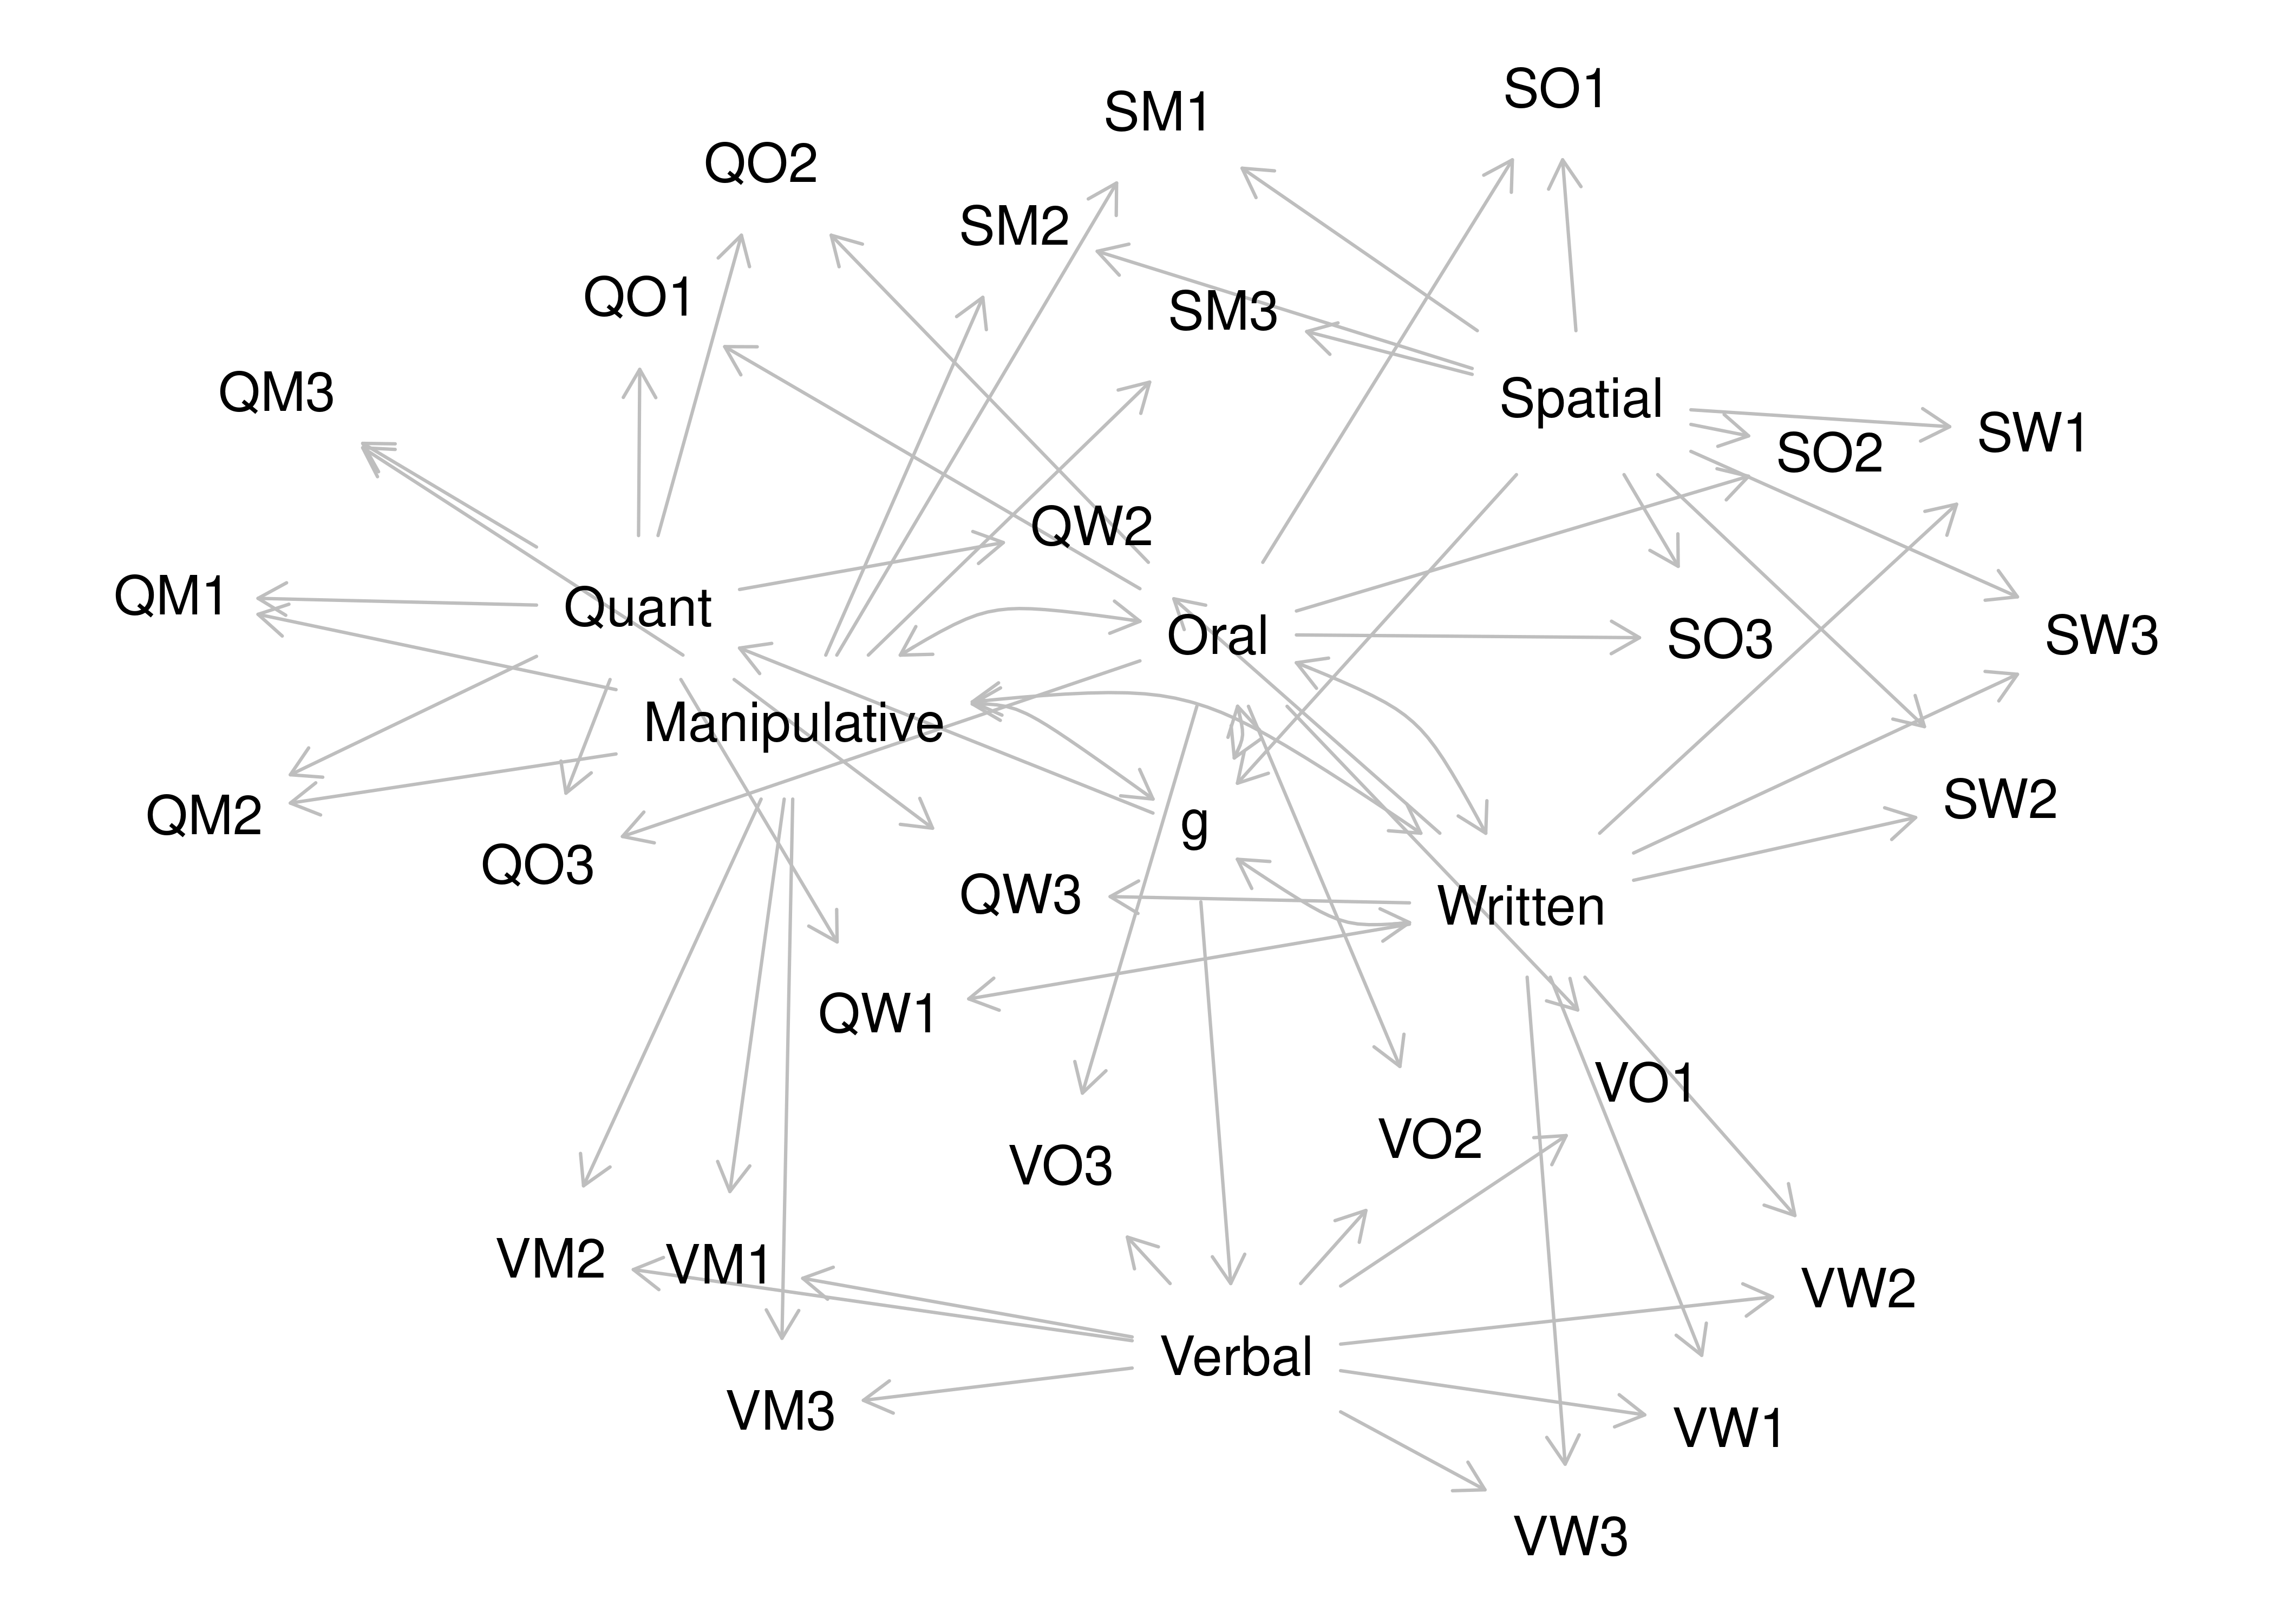 SO1
SM1
QO2
SM2
QO1
SM3
QM3
Spatial
SW1
SO2
QW2
QM1
Quant
Oral
SO3
SW3
Manipulative
SW2
QM2
g
QO3
QW3
Written
QW1
VO1
VO2
VO3
VM2
VM1
VW2
Verbal
VM3
VW1
VW3